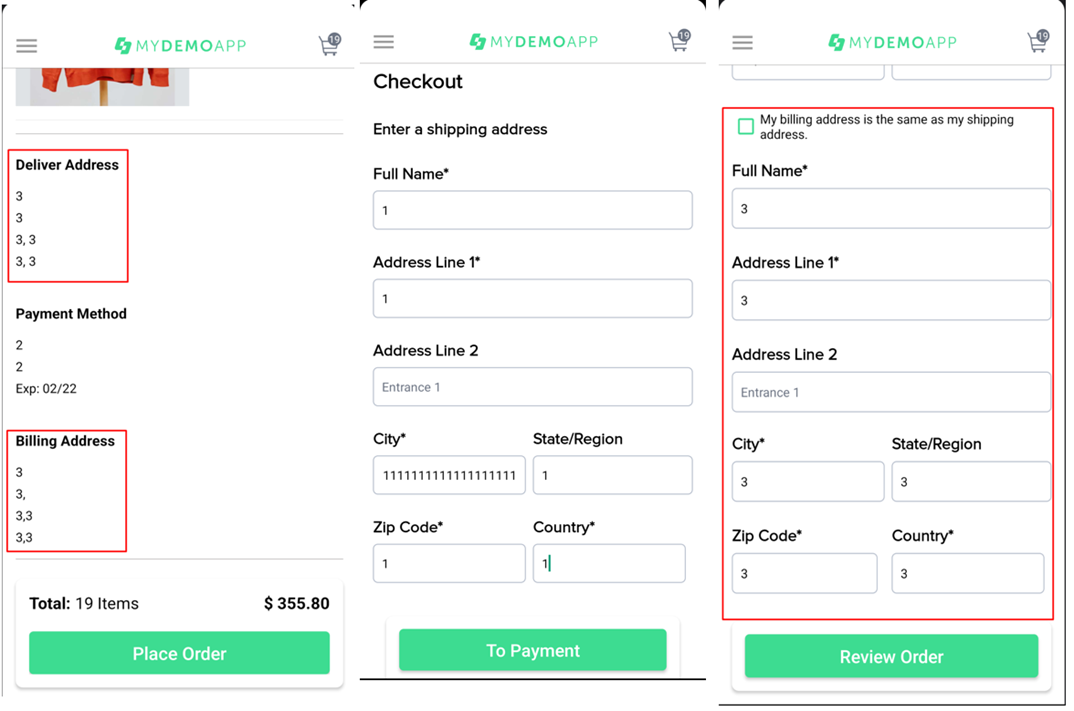 MYDEMOAPP
19
Deliver Address
3
3
3, 3
3, 3
Payment Method
2
2
Exp: 02/22
Billing Address
3
3,
3,3
3,3
Total: 19 Items
$ 355.80
Place Order
MYDEMOAPP
19
Checkout
Enter a shipping address
Full Name*
1
Address Line 1*
1
Address Line 2
Entrance 1
City*
State/Region
1111111111111111111
1
Zip Code*
Country*
1
1
To Payment
MYDEMOAPP
19
My billing address is the same as my shipping
address.
Full Name*
3
Address Line 1*
3
Address Line 2
Entrance 1
City*
State/Region
3
3
Zip Code*
Country*
3
3
Review Order